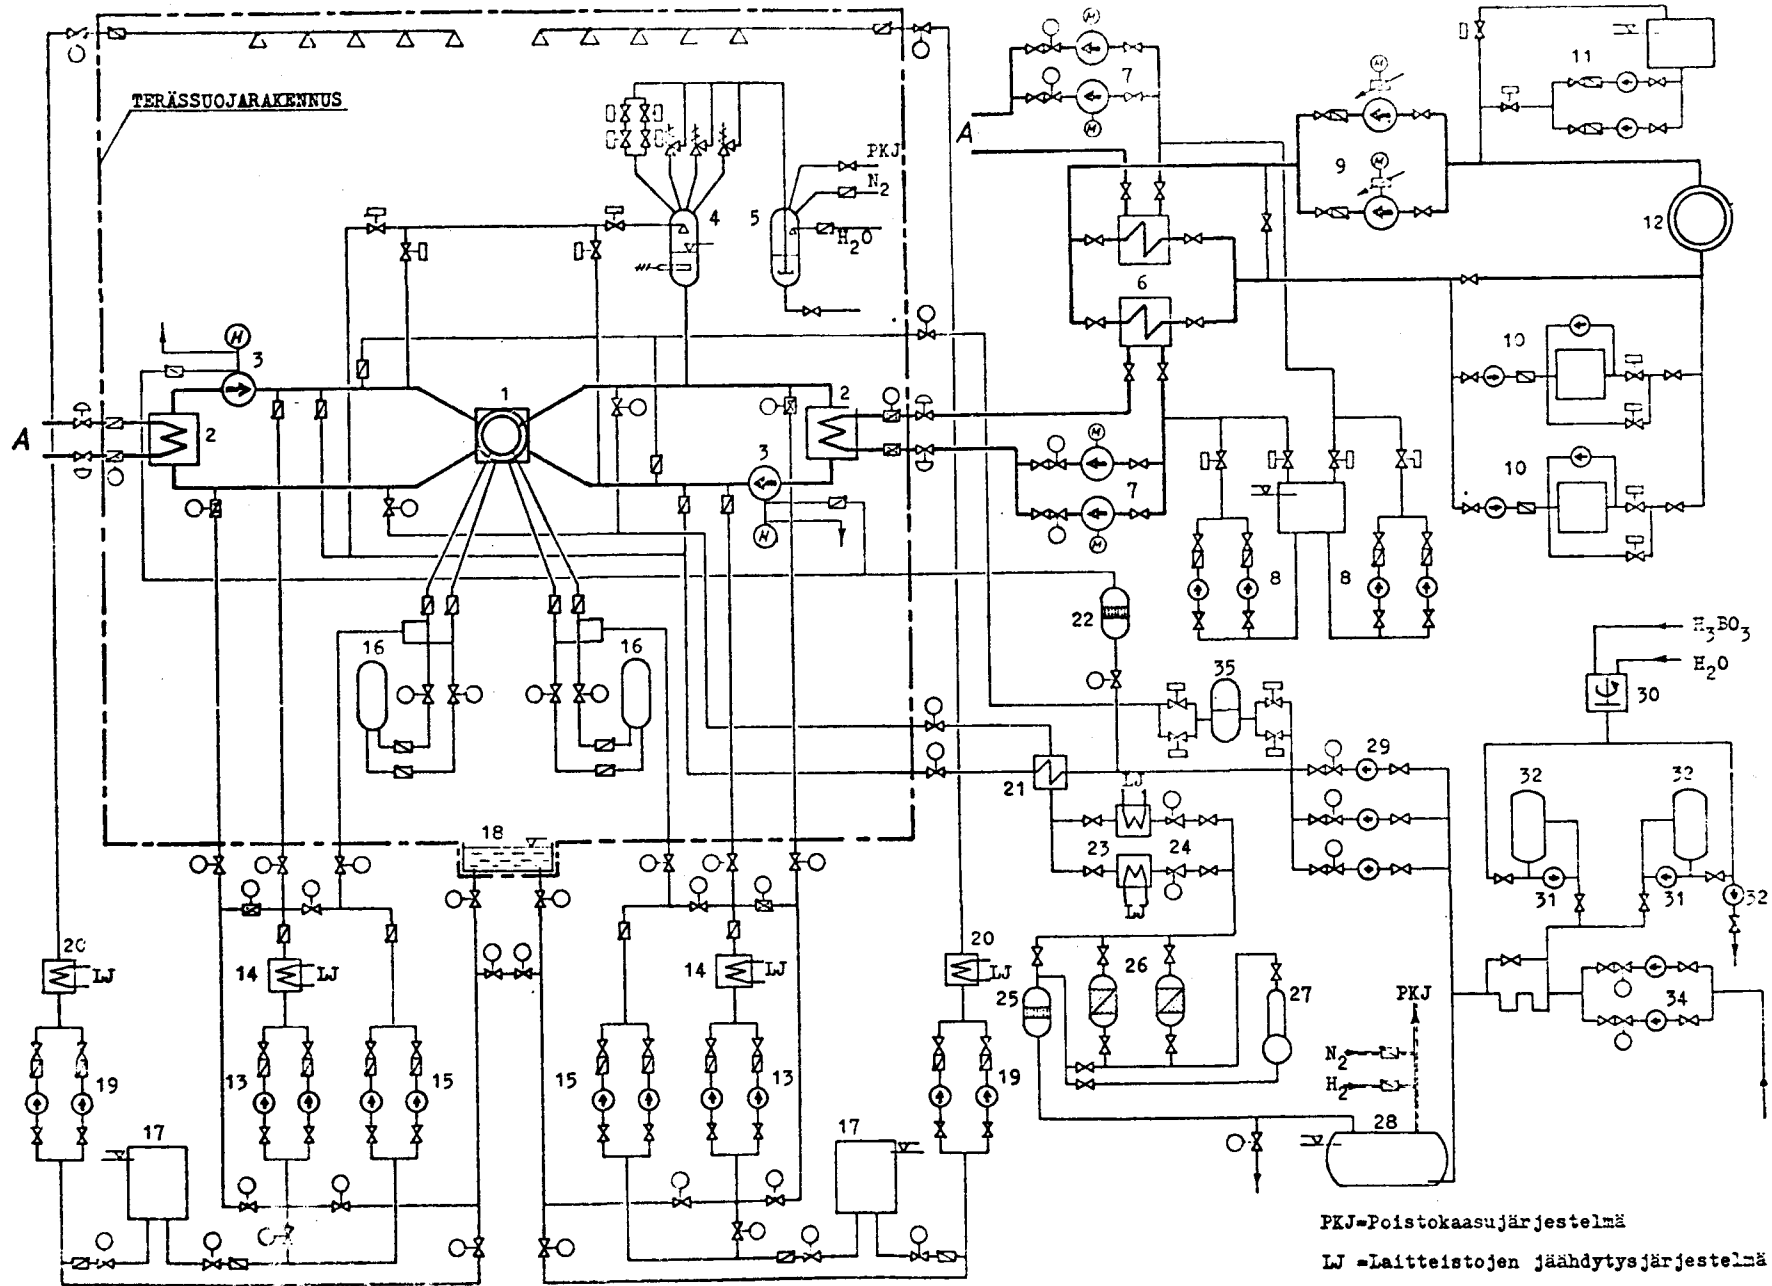 TERÄSSUOJARAKENNUS
PKJ
N2
H2O
A
A
M
M
M
M
M
M
M
M
1
2
2
3
3
4
5
6
7
7
8
8
9
10
10
11
12
13
13
14
14
15
15
16
16
17
17
18
19
19
20
20
21
22
23
24
25
26
27
28
29
30
31
31
32
32
32
34
35
H3BO3
H2O
LJ
LJ
LJ
LJ
LJ
LJ
PKJ
N2
H2
PKJ=Poistokaasujärjestelmä
LJ =Laitteistojen jäähdytysjärjestelmä